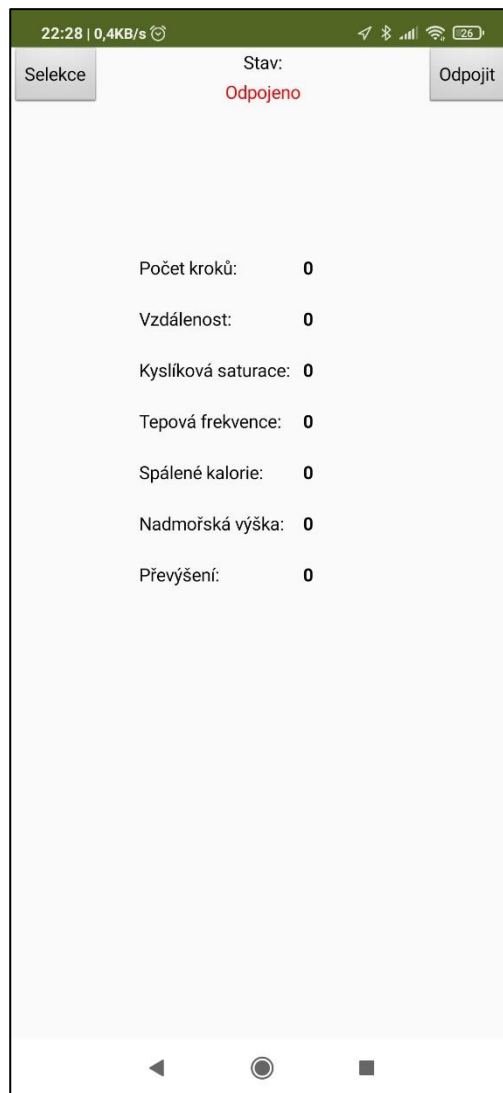 22:28 | 0,4KB/s 26
Selekce
Stav:
Odpojeno
Odpojit
Počet kroků: 0
Vzdálenost: 0
Kyslíková saturace: 0
Tepová frekvence: 0
Spálené kalorie: 0
Nadmořská výška: 0
Převýšení: 0